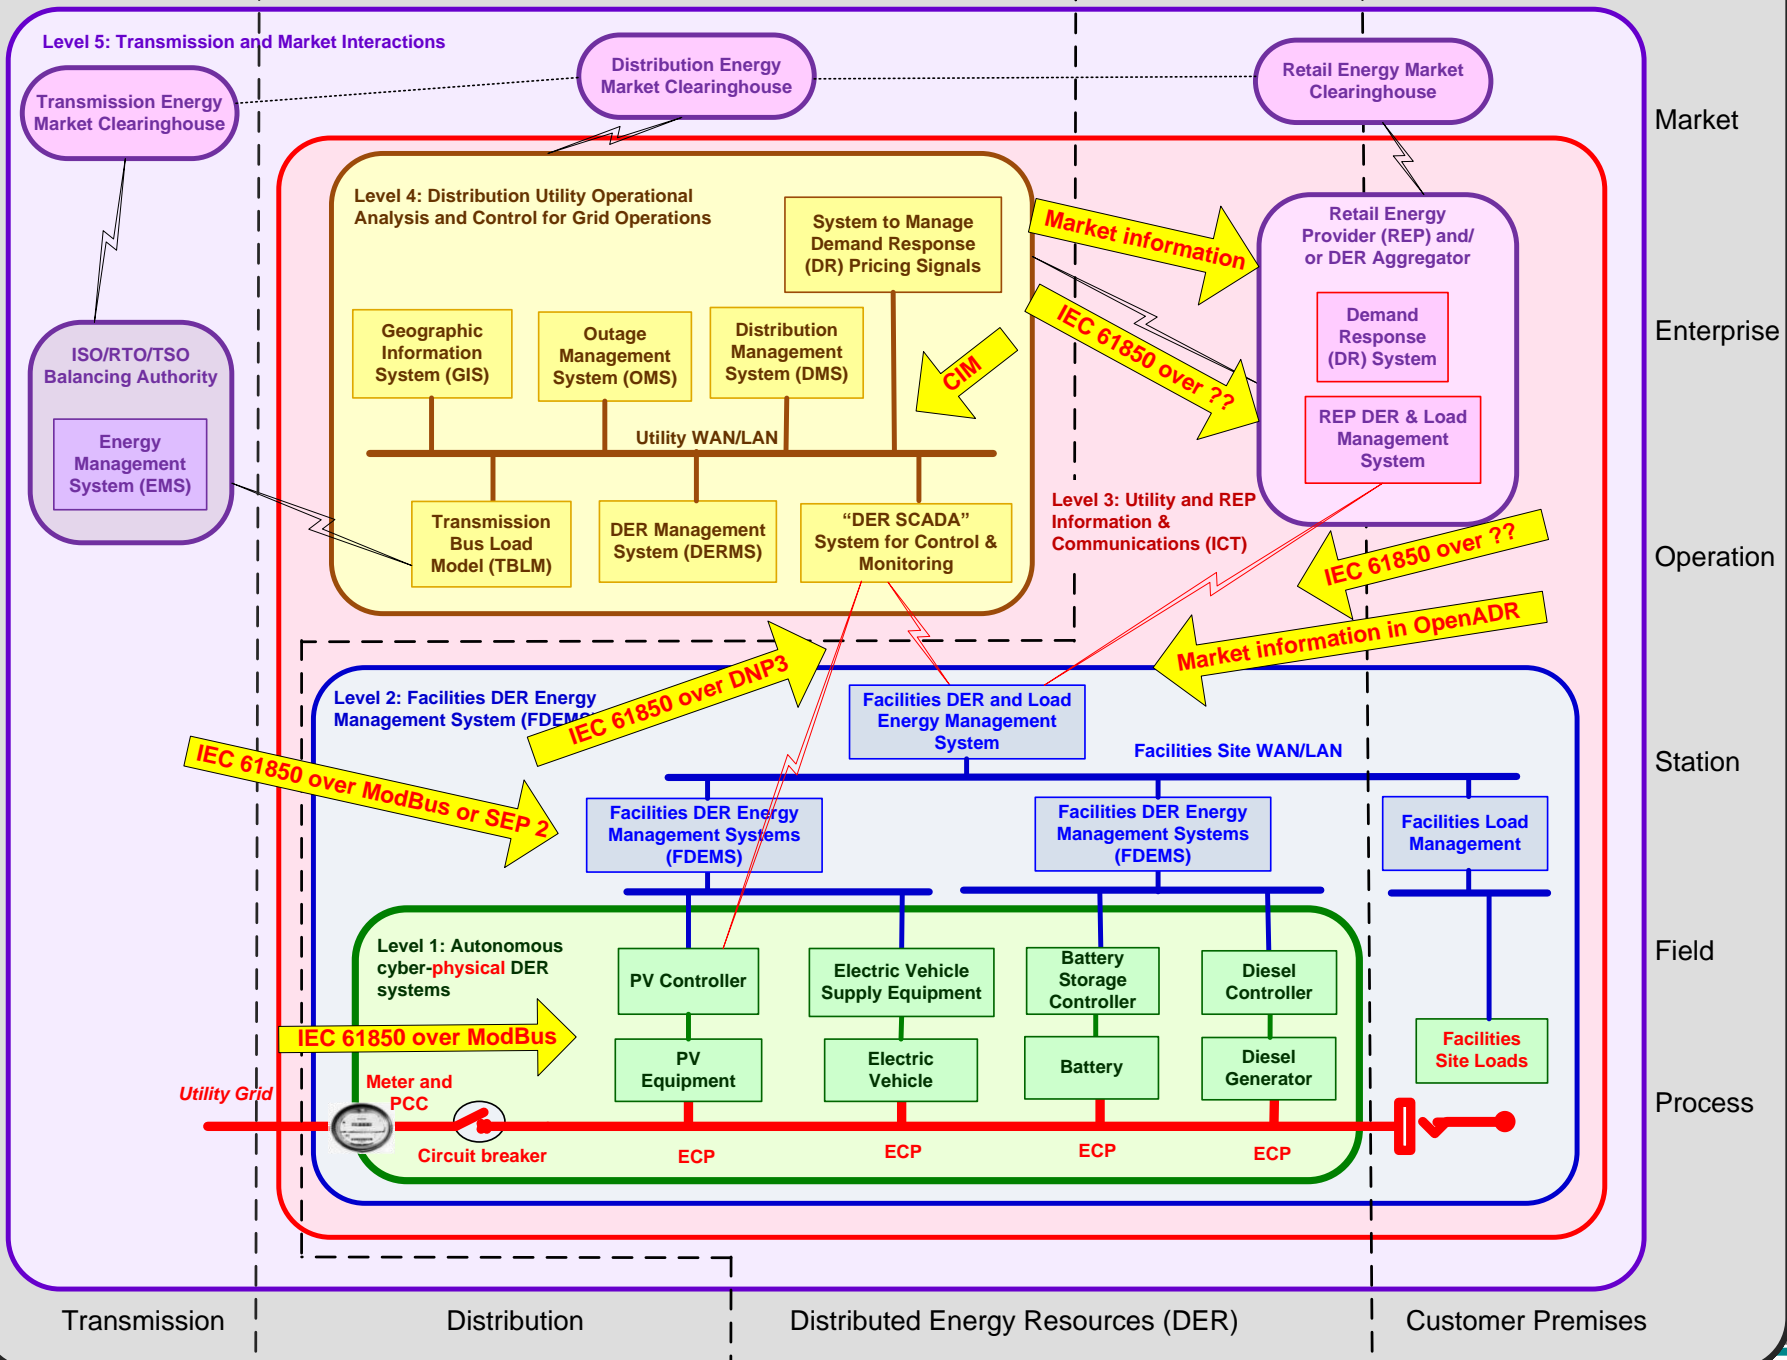 Level 5: Transmission and Market Interactions
Transmission Energy
Market Clearinghouse
Distribution Energy
Market Clearinghouse
Retail Energy Market
Clearinghouse
Market
Level 4: Distribution Utility Operational
Analysis and Control for Grid Operations
System to Manage
Demand Response
(DR) Pricing Signals
Market information
Retail Energy
Provider (REP) and/
or DER Aggregator
Geographic
Information
System (GIS)
Outage
Management
System (OMS)
Distribution
Management
System (DMS)
CIM
IEC 61850 over ??
Demand
Response
(DR) System
Enterprise
ISO/RTO/TSO
Balancing Authority
Energy
Management
System (EMS)
Utility WAN/LAN
REP DER & Load
Management
System
Transmission
Bus Load
Model (TBLM)
DER Management
System (DERMS)
“DER SCADA”
System for Control &
Monitoring
Level 3: Utility and REP
Information &
Communications (ICT)
IEC 61850 over ??
Operation
Market information in OpenADR
Level 2: Facilities DER Energy
Management System (FDEMS)
IEC 61850 over DNP3
Facilities DER and Load
Energy Management
System
Facilities Site WAN/LAN
Station
IEC 61850 over ModBus or SEP 2
Facilities DER Energy
Management Systems
(FDEMS)
Facilities DER Energy
Management Systems
(FDEMS)
Facilities Load
Management
Level 1: Autonomous
cyber-physical DER
systems
PV Controller
Electric Vehicle
Supply Equipment
Battery
Storage
Controller
Diesel
Controller
Field
IEC 61850 over ModBus
PV
Equipment
Electric
Vehicle
Battery
Diesel
Generator
Facilities
Site Loads
Utility Grid
Meter and
PCC
Circuit breaker
ECP
ECP
ECP
ECP
Process
Transmission
Distribution
Distributed Energy Resources (DER)
Customer Premises